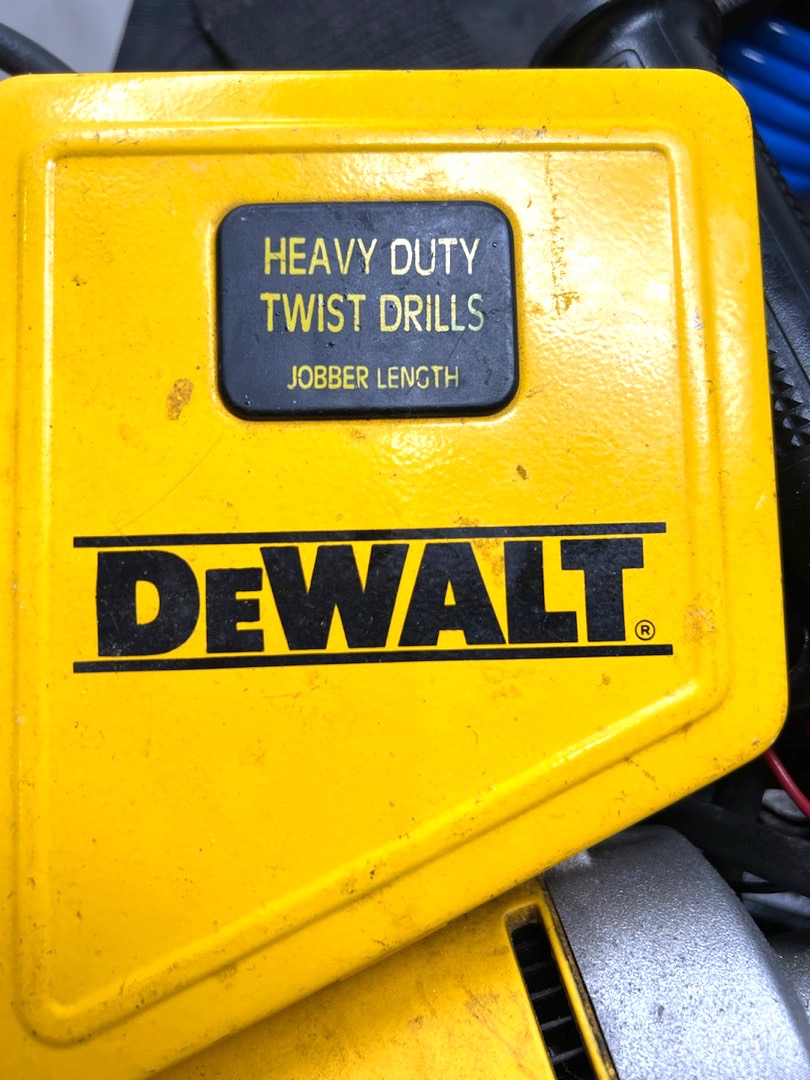 HEAVY DUTY
TWIST DRILLS
JOBBER LENGTH
DEWALT®